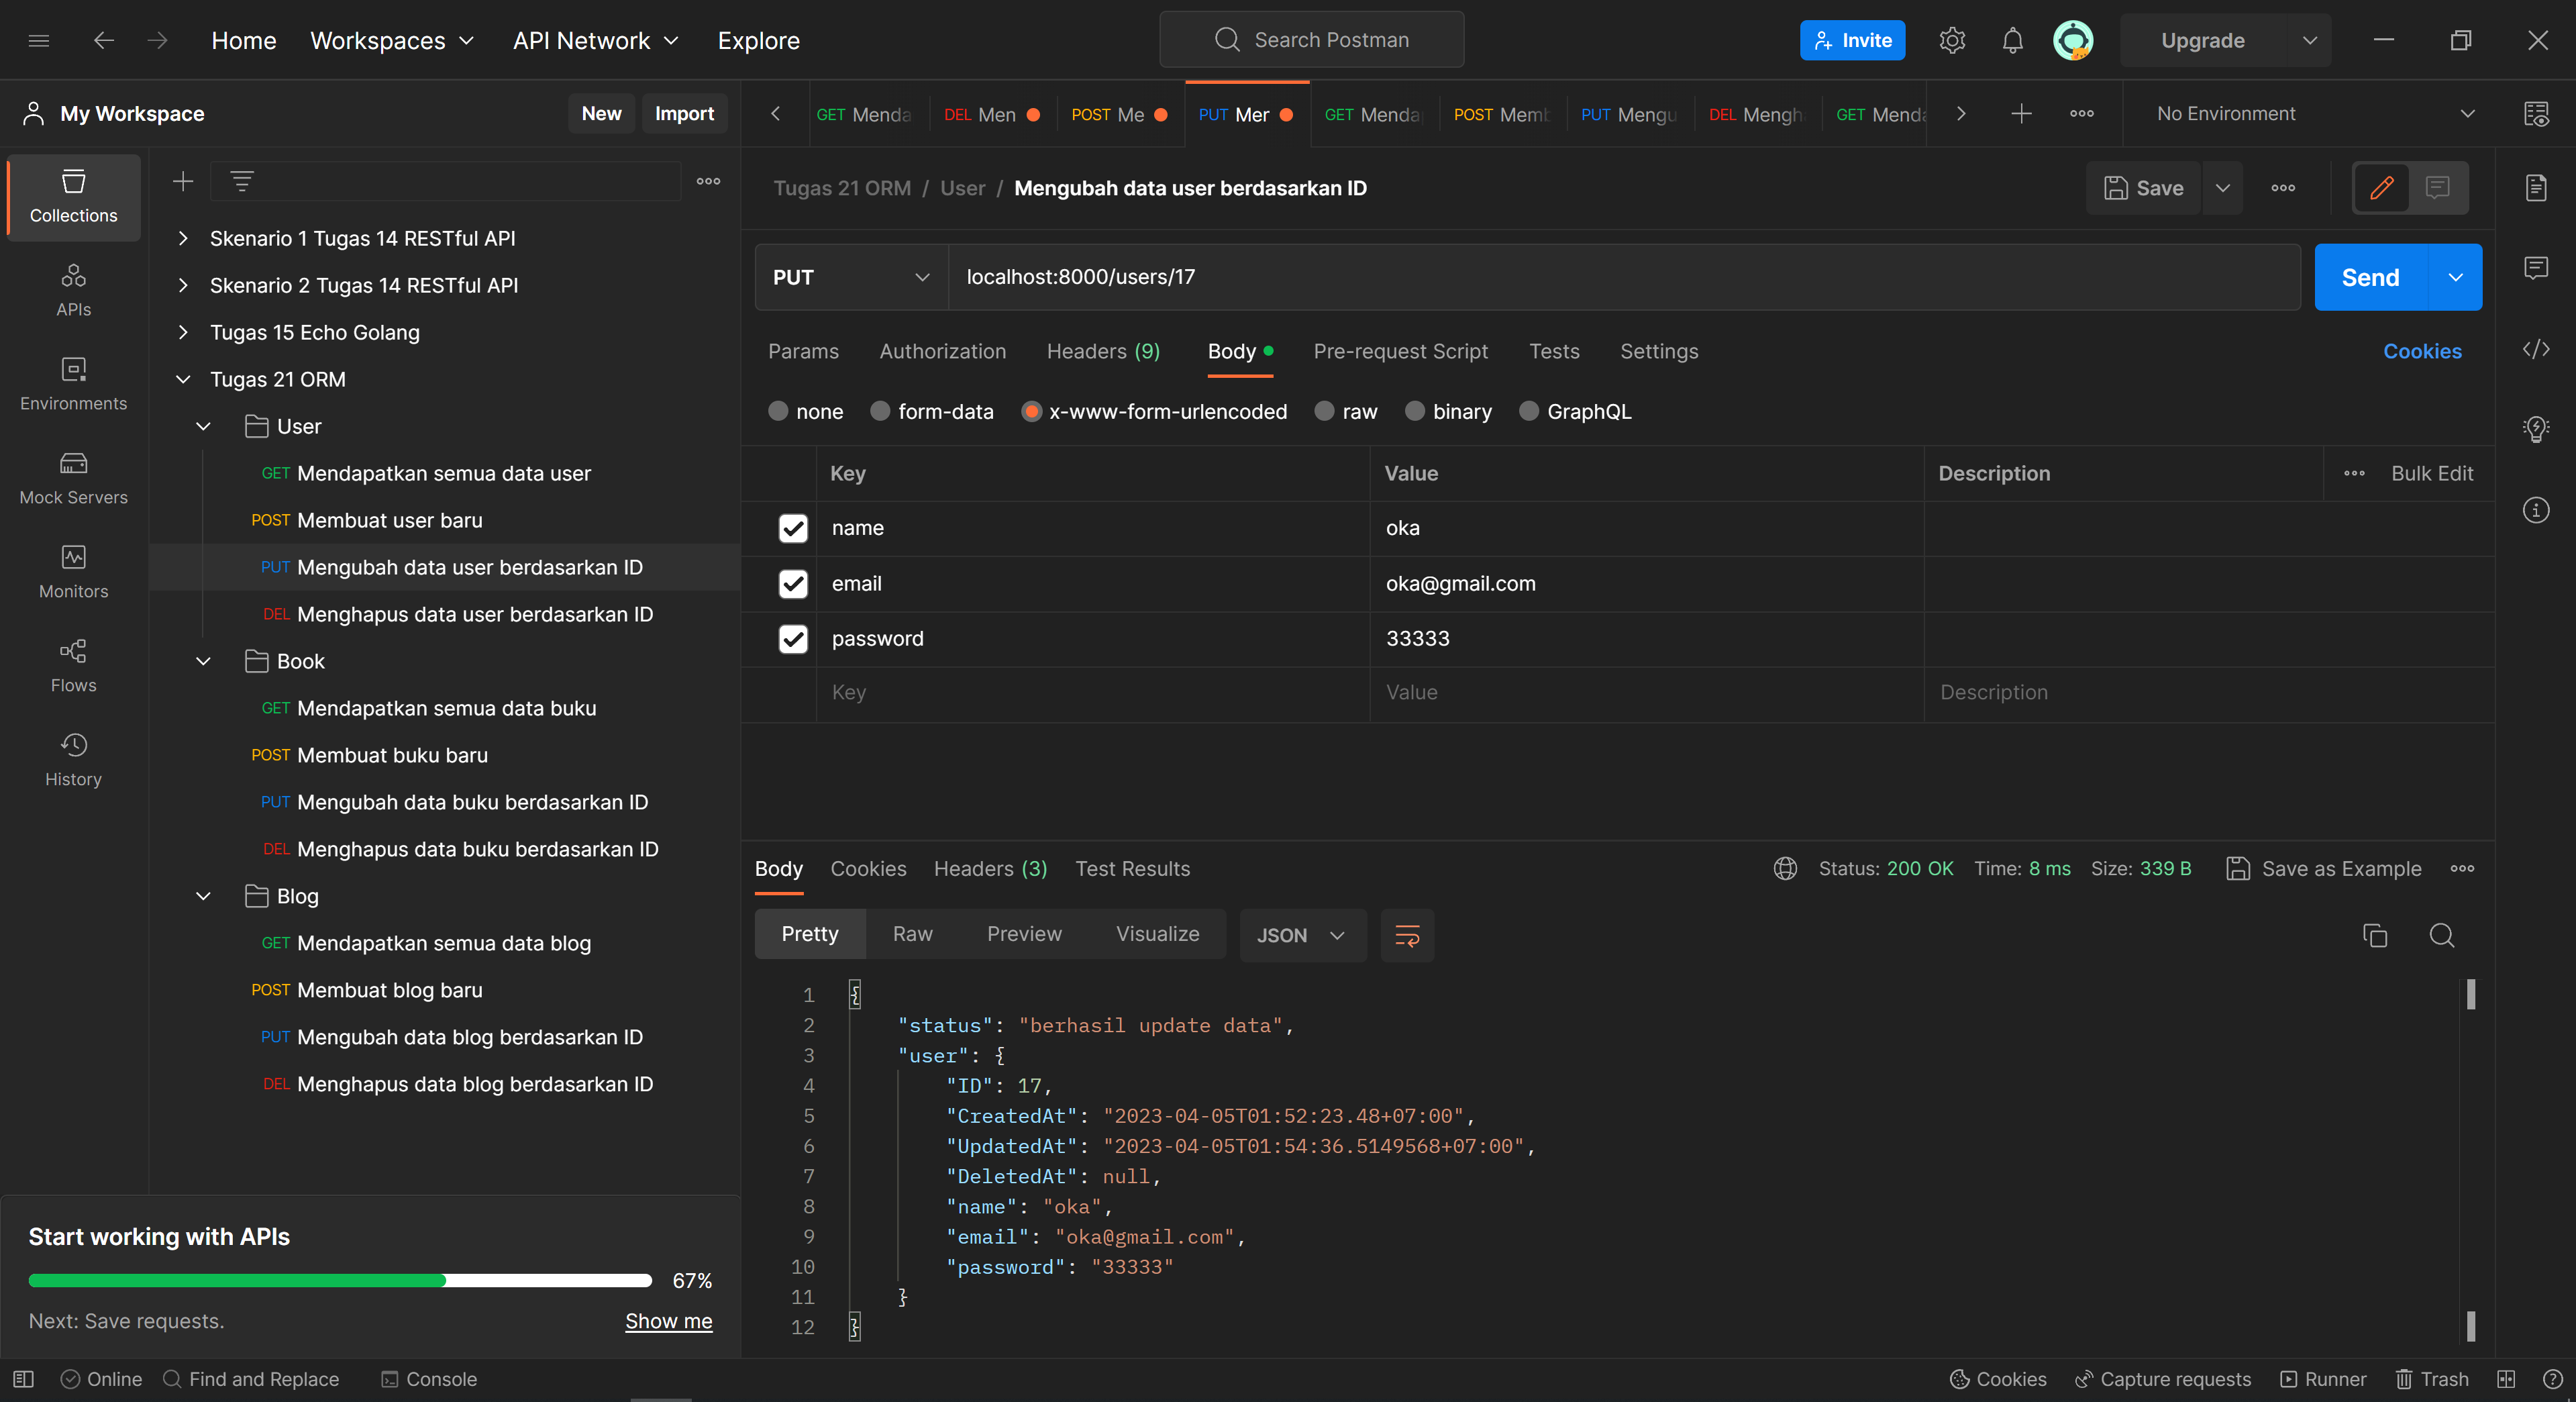 Home Workspaces API Network Explore Search Postman Invite Upgrade
My Workspace New Import
GET Menda DEL Men POST Me PUT Mer GET Menda POST Memb PUT Mengu DEL Mengh GET Menda No Environment
Collections
APIs
Environments
Mock Servers
Monitors
Flows
History
Skenario 1 Tugas 14 RESTful API
Skenario 2 Tugas 14 RESTful API
Tugas 15 Echo Golang
Tugas 21 ORM
User
GET Mendapatkan semua data user
POST Membuat user baru
PUT Mengubah data user berdasarkan ID
DEL Menghapus data user berdasarkan ID
Book
GET Mendapatkan semua data buku
POST Membuat buku baru
PUT Mengubah data buku berdasarkan ID
DEL Menghapus data buku berdasarkan ID
Blog
GET Mendapatkan semua data blog
POST Membuat blog baru
PUT Mengubah data blog berdasarkan ID
DEL Menghapus data blog berdasarkan ID
Start working with APIs
67%
Next: Save requests. Show me
Tugas 21 ORM / User / Mengubah data user berdasarkan ID Save
PUT localhost:8000/users/17 Send
Params Authorization Headers (9) Body Pre-request Script Tests Settings Cookies
none form-data x-www-form-urlencoded raw binary GraphQL
Key Value Description Bulk Edit
name oka
email oka@gmail.com
password 33333
Key Value Description
Body Cookies Headers (3) Test Results Status: 200 OK Time: 8 ms Size: 339 B Save as Example
Pretty Raw Preview Visualize JSON
1 {
2 "status": "berhasil update data",
3 "user": {
4 "ID": 17,
5 "CreatedAt": "2023-04-05T01:52:23.48+07:00",
6 "UpdatedAt": "2023-04-05T01:54:36.5149568+07:00",
7 "DeletedAt": null,
8 "name": "oka",
9 "email": "oka@gmail.com",
10 "password": "33333"
11 }
12 }
Online Find and Replace Console Cookies Capture requests Runner Trash